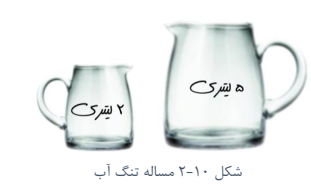 ۵ لیتری
۲ لیتری
شکل ۱۰-۲ مساله تنگ آب